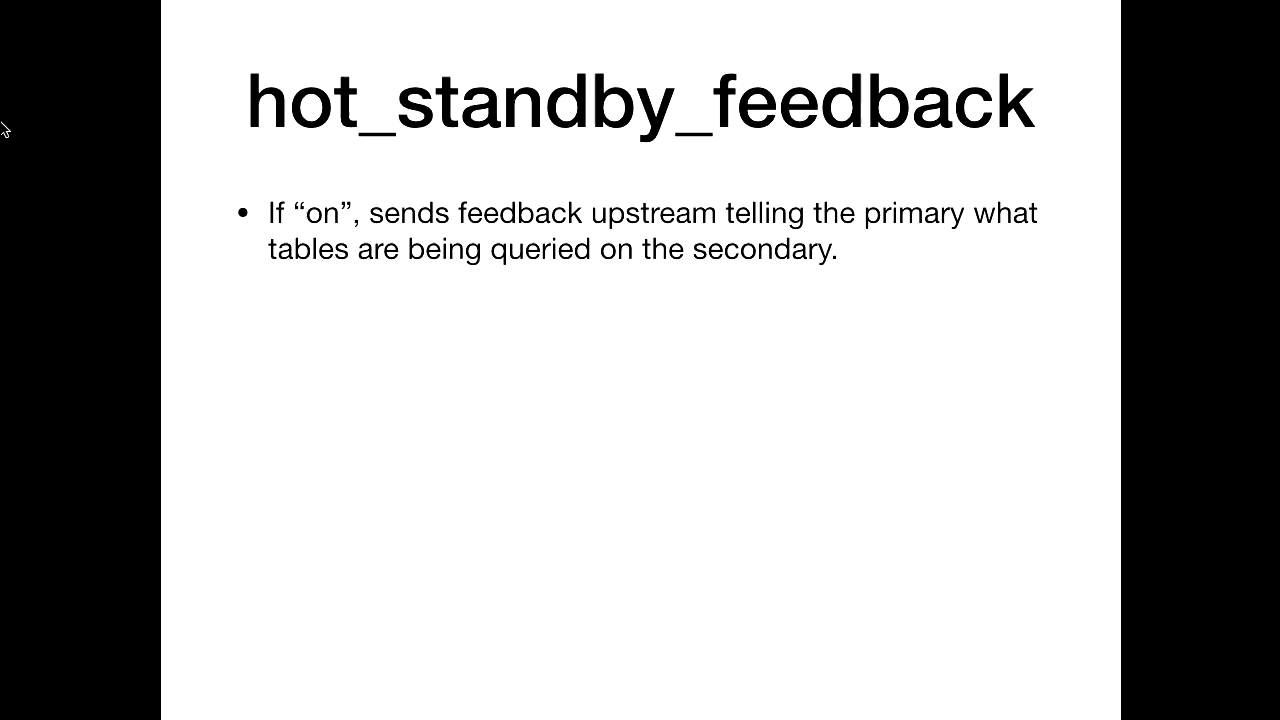 hot_standby_feedback
• If “on”, sends feedback upstream telling the primary what
tables are being queried on the secondary.